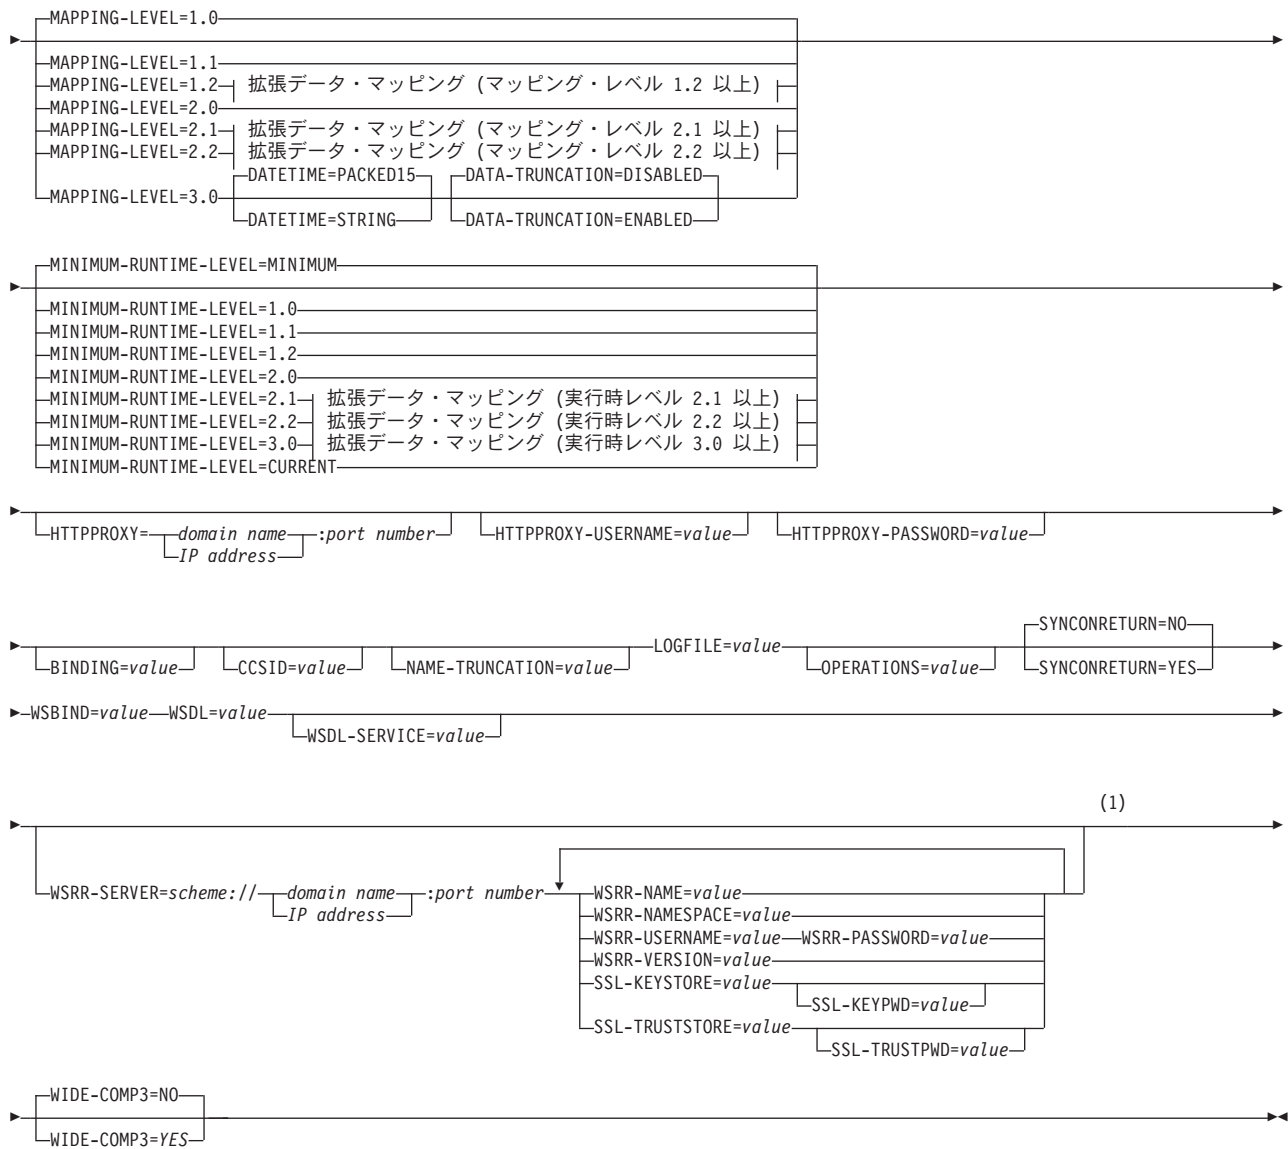 MAPPING-LEVEL=1.0
MAPPING-LEVEL=1.1
MAPPING-LEVEL=1.2 拡張データ・マッピング (マッピング・レベル 1.2 以上)
MAPPING-LEVEL=2.0
MAPPING-LEVEL=2.1 拡張データ・マッピング (マッピング・レベル 2.1 以上)
MAPPING-LEVEL=2.2 拡張データ・マッピング (マッピング・レベル 2.2 以上)
DATETIME=PACKED15 DATA-TRUNCATION=DISABLED
MAPPING-LEVEL=3.0
DATETIME=STRING DATA-TRUNCATION=ENABLED
MINIMUM-RUNTIME-LEVEL=MINIMUM
MINIMUM-RUNTIME-LEVEL=1.0
MINIMUM-RUNTIME-LEVEL=1.1
MINIMUM-RUNTIME-LEVEL=1.2
MINIMUM-RUNTIME-LEVEL=2.0
MINIMUM-RUNTIME-LEVEL=2.1 拡張データ・マッピング (実行時レベル 2.1 以上)
MINIMUM-RUNTIME-LEVEL=2.2 拡張データ・マッピング (実行時レベル 2.2 以上)
MINIMUM-RUNTIME-LEVEL=3.0 拡張データ・マッピング (実行時レベル 3.0 以上)
MINIMUM-RUNTIME-LEVEL=CURRENT
HTTPPROXY= domain name :port number HTTPPROXY-USERNAME=value HTTPPROXY-PASSWORD=value
IP address
SYNCONRETURN=NO
LOGFILE=value
BINDING=value CCSID=value NAME-TRUNCATION=value OPERATIONS=value SYNCONRETURN=YES
WSBIND=value WSDL=value
WSDL-SERVICE=value
(1)
WSRR-SERVER=scheme:// domain name :port number WSRR-NAME=value
IP address WSRR-NAMESPACE=value
WSRR-USERNAME=value WSRR-PASSWORD=value
WSRR-VERSION=value
SSL-KEYSTORE=value
SSL-KEYPWD=value
SSL-TRUSTSTORE=value
SSL-TRUSTPWD=value
WIDE-COMP3=NO
WIDE-COMP3=YES